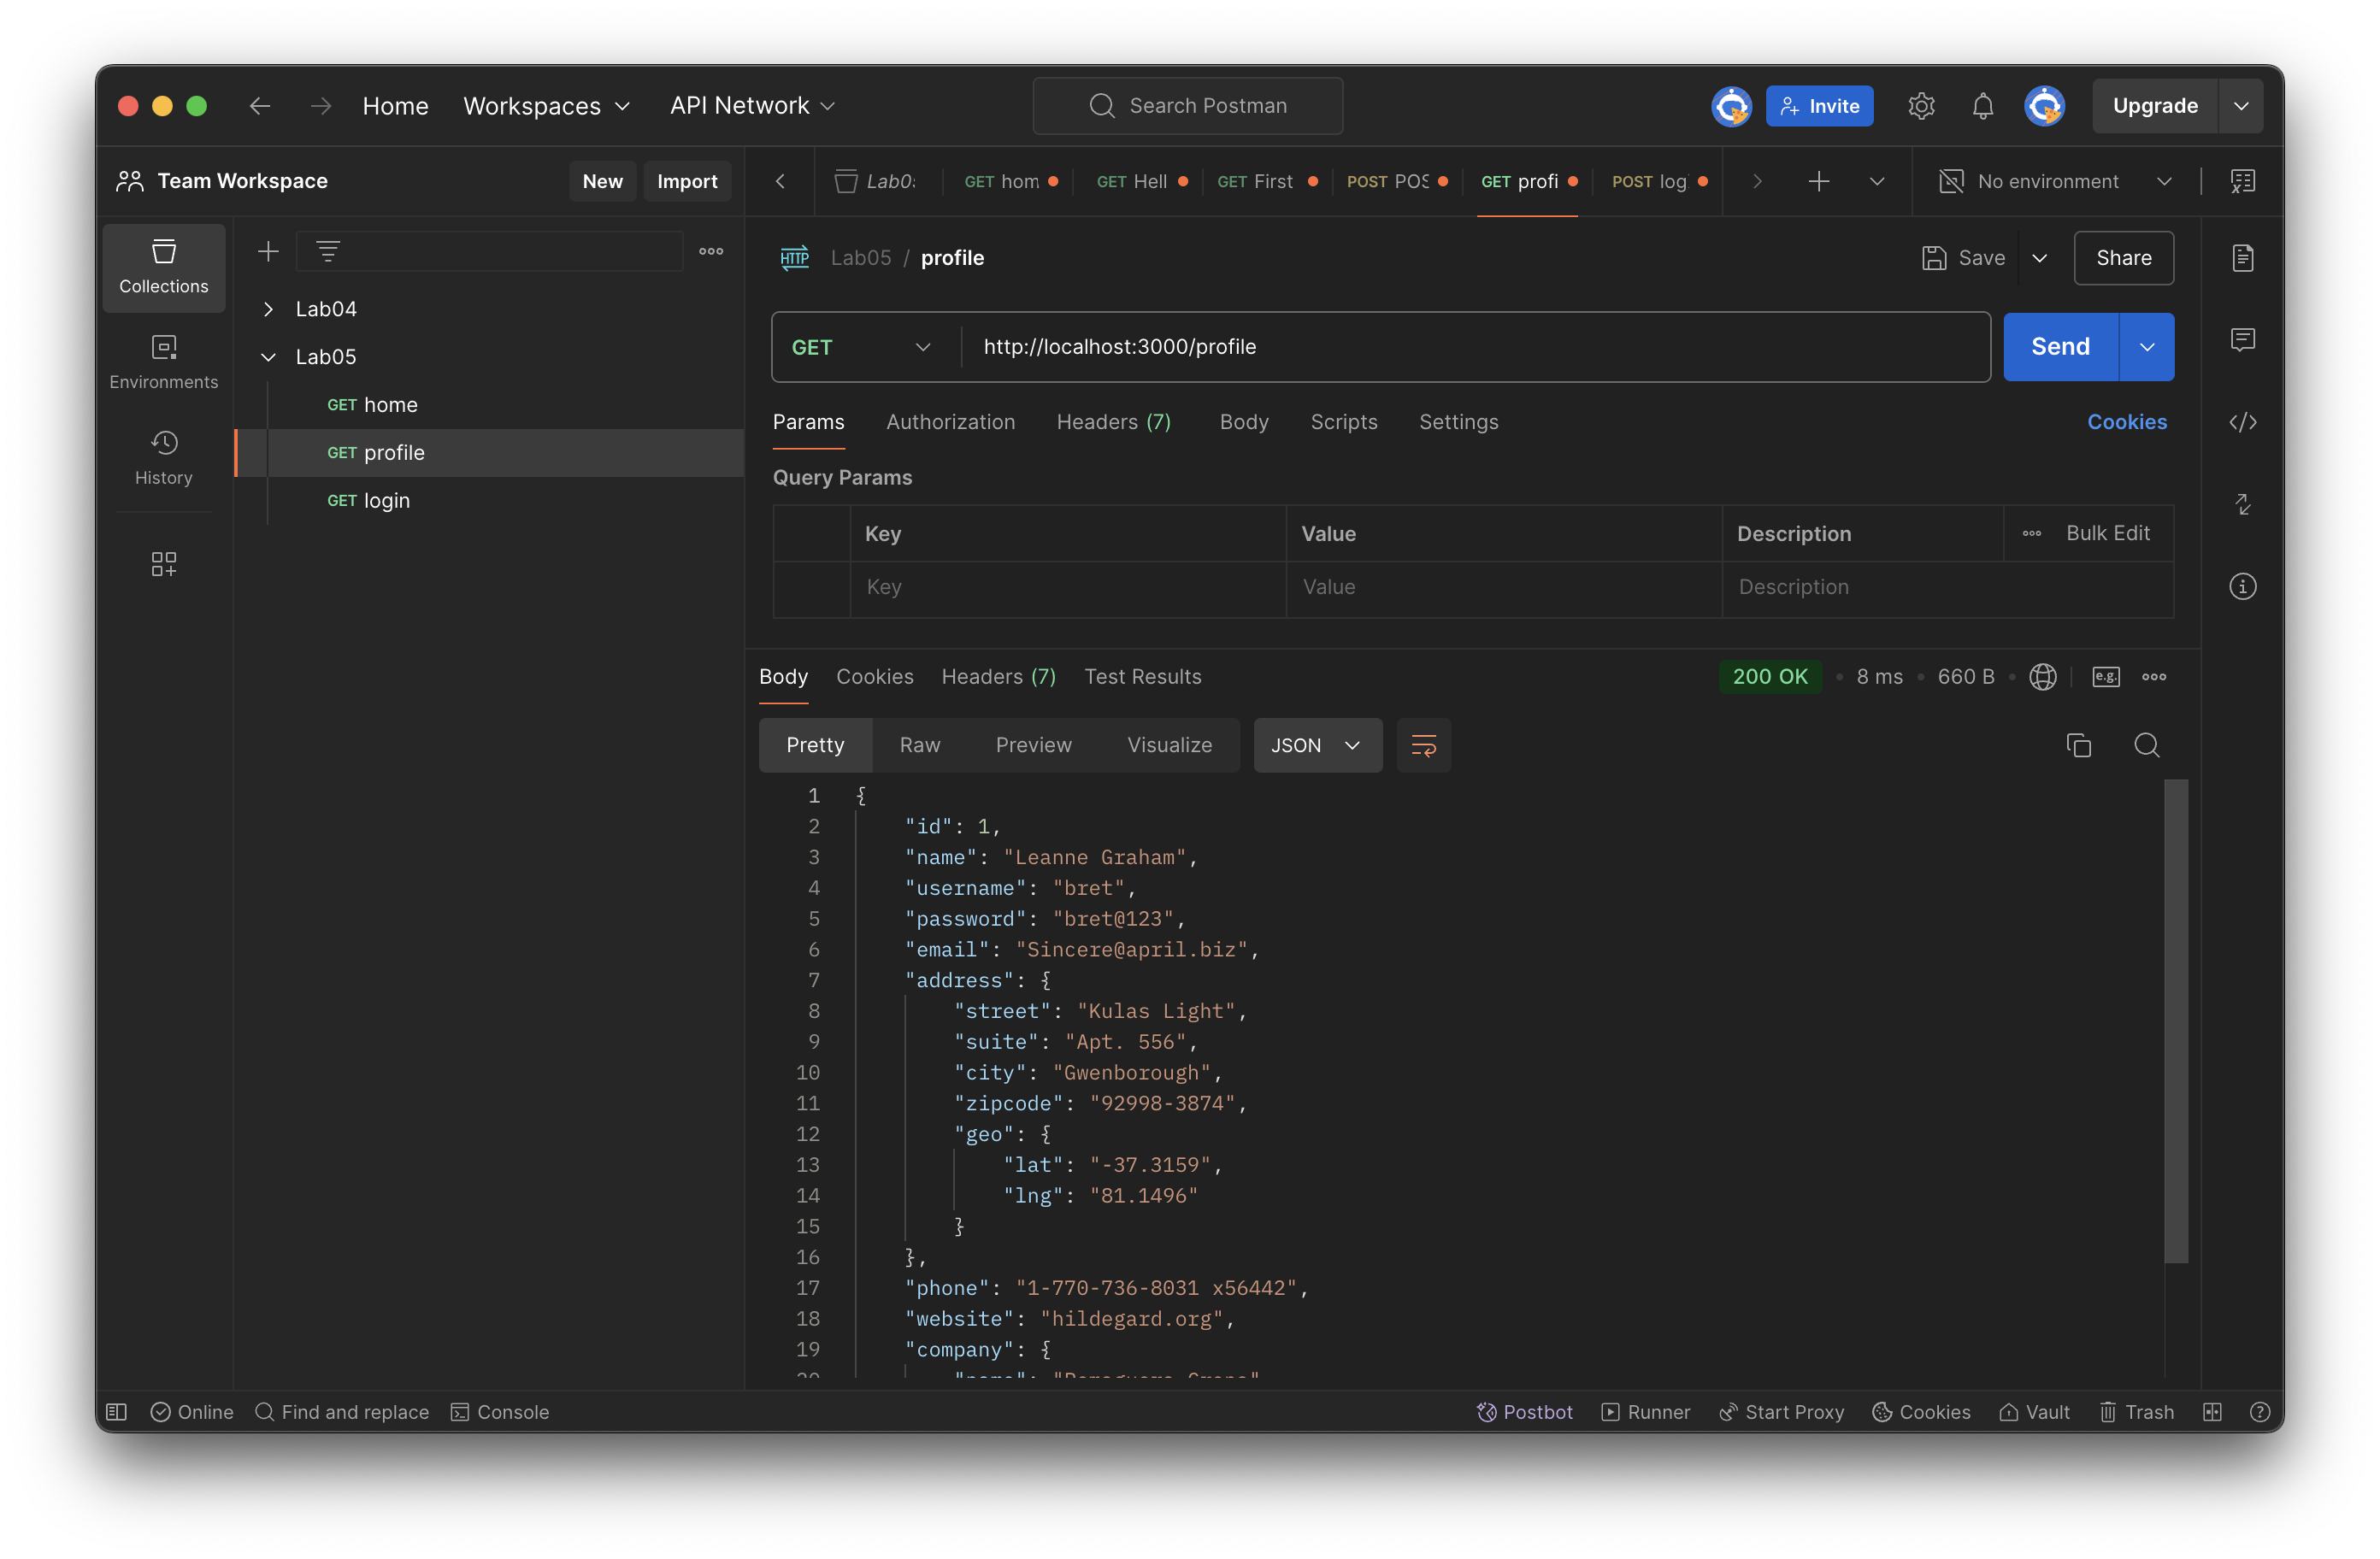 Home Workspaces API Network Search Postman Invite Upgrade
Team Workspace New Import
Lab0 GET hom GET Hell GET First POST POS GET profi POST log No environment
Collections
Environments
History
Lab04
Lab05
GET home
GET profile
GET login
HTTP Lab05 / profile Save Share
GET http://localhost:3000/profile Send
Params Authorization Headers (7) Body Scripts Settings Cookies
Query Params
Key Value Description Bulk Edit
Key Value Description
Body Cookies Headers (7) Test Results 200 OK • 8 ms • 660 B • e.g.
Pretty Raw Preview Visualize JSON
1 {
2 "id": 1,
3 "name": "Leanne Graham",
4 "username": "bret",
5 "password": "bret@123",
6 "email": "Sincere@april.biz",
7 "address": {
8 "street": "Kulas Light",
9 "suite": "Apt. 556",
10 "city": "Gwenborough",
11 "zipcode": "92998-3874",
12 "geo": {
13 "lat": "-37.3159",
14 "lng": "81.1496"
15 }
16 },
17 "phone": "1-770-736-8031 x56442",
18 "website": "hildegard.org",
19 "company": {
Online Find and replace Console Postbot Runner Start Proxy Cookies Vault Trash